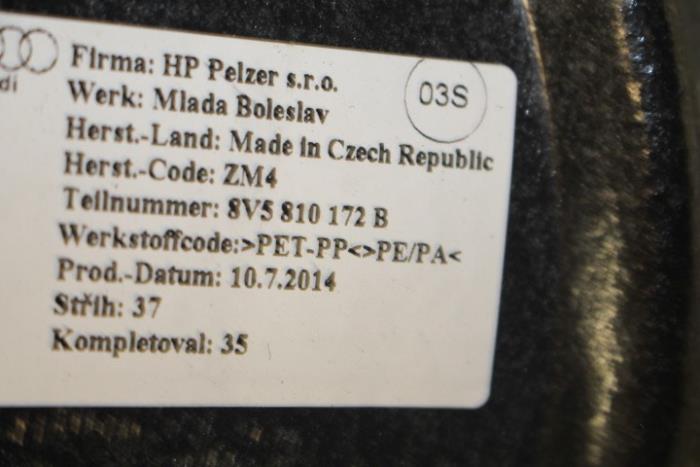 Firma: HP Pelzer s.r.o.
03S
Werk: Mlada Boleslav
Herst.-Land: Made in Czech Republic
Herst.-Code: ZM4
Teilnummer: 8V5 810 172 B
Werkstoffcode:>PET-PP<>PE/PA<
Prod.-Datum: 10.7.2014
Střih: 37
Kompletoval: 35